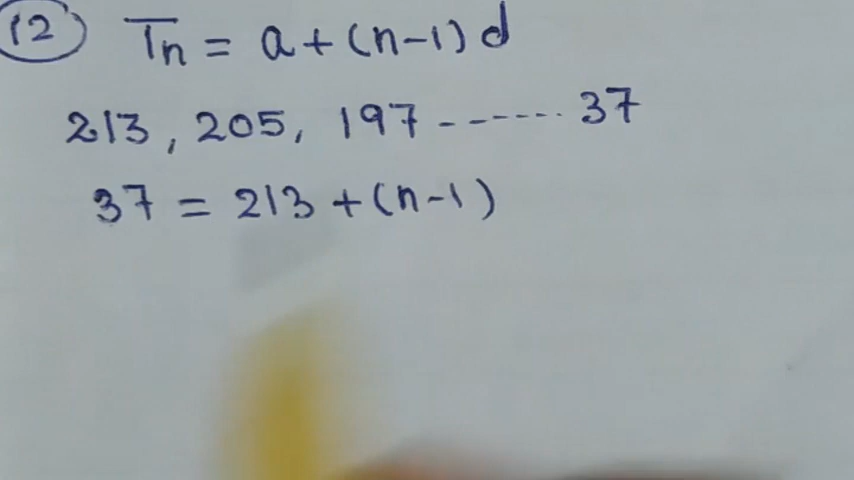 12 Tn = a + (n-1) d
213, 205, 197 ------- 37
37 = 213 + (n-1)